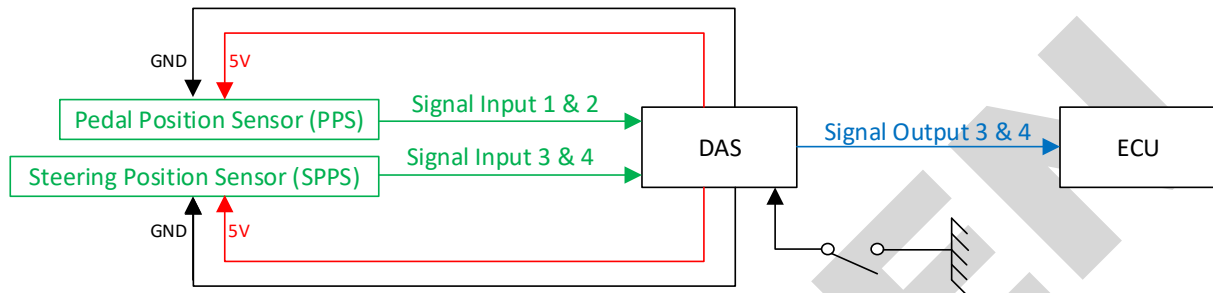 GND
5V
Pedal Position Sensor (PPS)
Signal Input 1 & 2
Steering Position Sensor (SPPS)
Signal Input 3 & 4
GND
5V
DAS
Signal Output 3 & 4
ECU